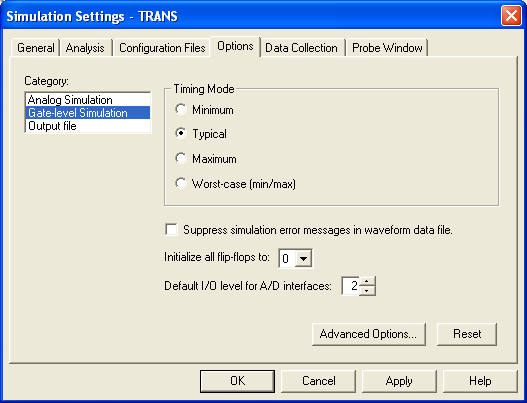 Simulation Settings - TRANS
General Analysis Configuration Files Options Data Collection Probe Window
Category:
Analog Simulation
Gate-level Simulation
Output file
Timing Mode
Minimum
Typical
Maximum
Worst-case (min/max)
Suppress simulation error messages in waveform data file.
Initialize all flip-flops to: 0
Default I/O level for A/D interfaces: 2
Advanced Options... Reset
OK Cancel Apply Help